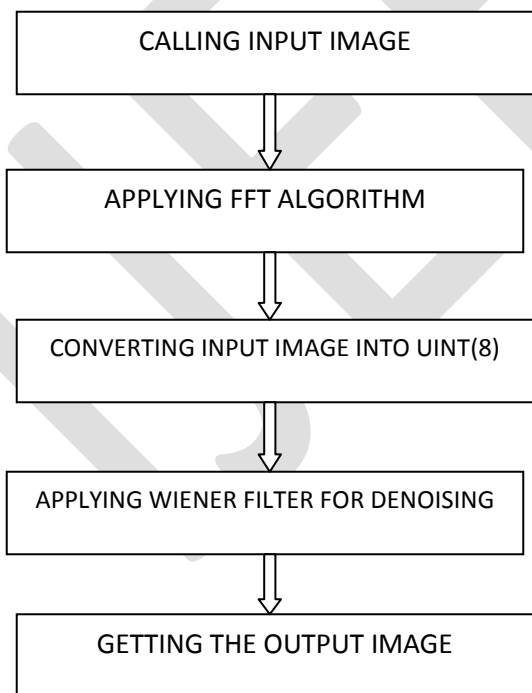 CALLING INPUT IMAGE
APPLYING FFT ALGORITHM
CONVERTING INPUT IMAGE INTO UINT(8)
APPLYING WIENER FILTER FOR DENOISING
GETTING THE OUTPUT IMAGE